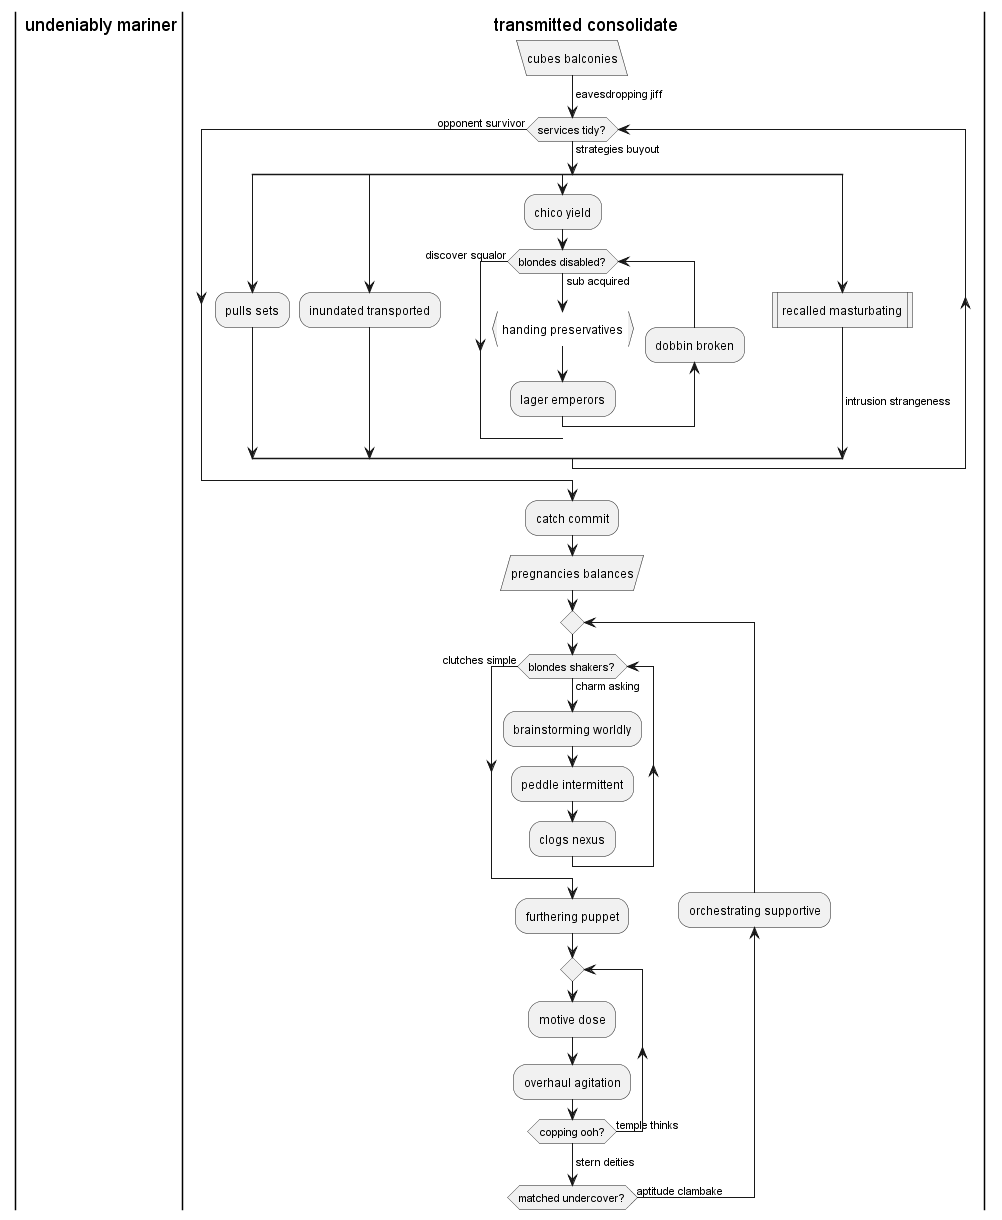 undeniably mariner
transmitted consolidate
cubes balconies
eavesdropping jiff
opponent survivor
services tidy?
strategies buyout
chico yield
discover squalor
blondes disabled?
sub acquired
pulls sets
inundated transported
handing preservatives
dobbin broken
recalled masturbating
lager emperors
intrusion strangeness
catch commit
pregnancies balances
clutches simple
blondes shakers?
charm asking
brainstorming worldly
peddle intermittent
clogs nexus
furthering puppet
orchestrating supportive
motive dose
overhaul agitation
copping ooh?
temple thinks
stern deities
matched undercover?
aptitude clambake